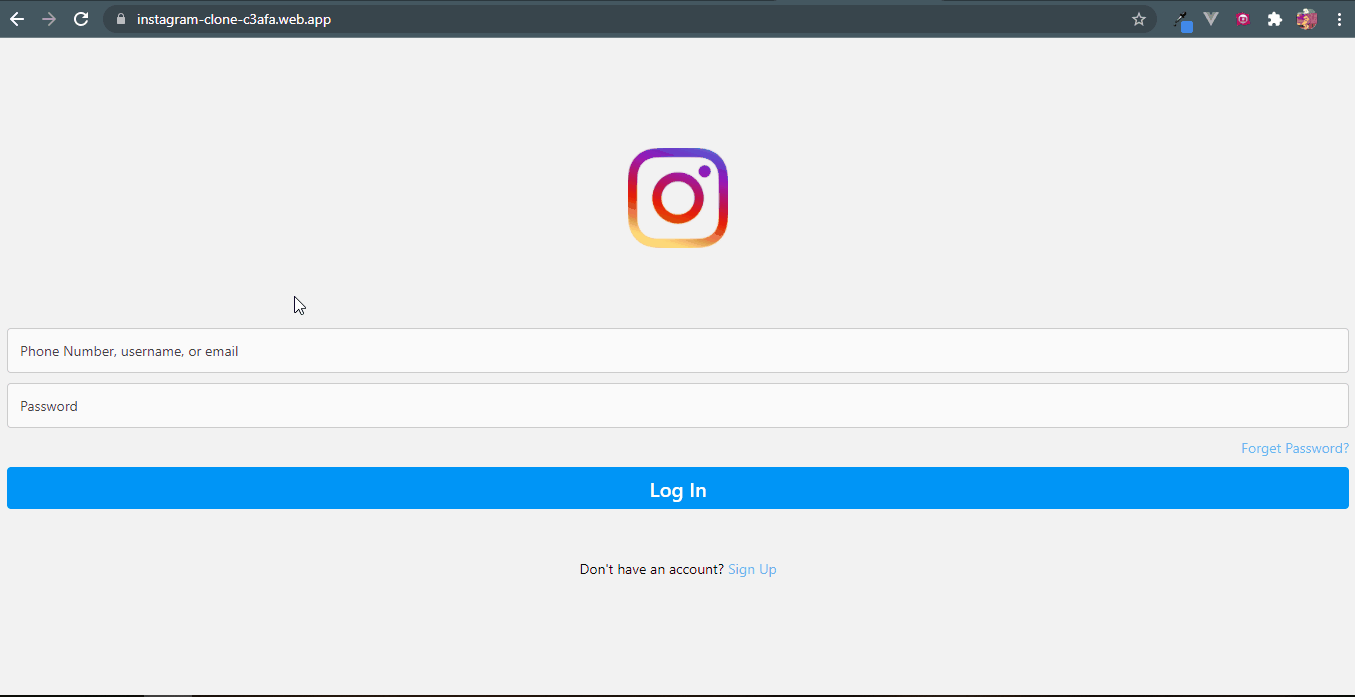 instagram-clone-c3afa.web.app
Phone Number, username, or email
Password
Forget Password?
Log In
Don't have an account? Sign Up